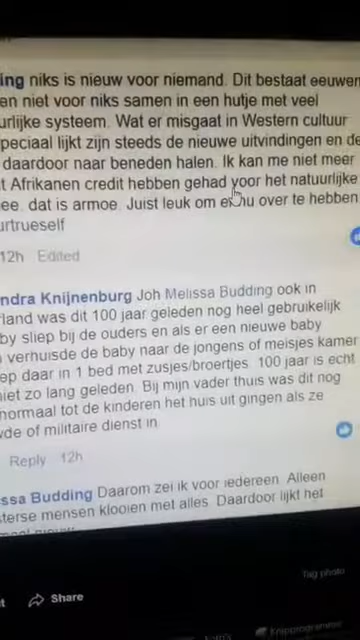 ing niks is nieuw voor niemand. Dit bestaat eeuwen
en niet voor niks samen in een hutje met veel
urlijke systeem. Wat er misgaat in Western cultuur
speciaal lijkt zijn steeds de nieuwe uitvindingen en de
daardoor naar beneden halen. Ik kan me niet meer
t Afrikanen credit hebben gehad voor het natuurlijke
ee. dat is armoe. Juist leuk om er nu over te hebben
urtrueself
12h Edited
ndra Knijnenburg Joh Melissa Budding ook in
rland was dit 100 jaar geleden nog heel gebruikelijk
by sliep bij de ouders en als er een nieuwe baby
verhuisde de baby naar de jongens of meisjes kamer
ep daar in 1 bed met zusjes/broertjes. 100 jaar is echt
niet zo lang geleden. Bij mijn vader thuis was dit nog
normaal tot de kinderen het huis uit gingen als ze
wde of militaire dienst in
Reply 12h
ssa Budding Daarom zei ik voor iedereen. Alleen
sterse mensen klooien met alles. Daardoor lijkt het
Tag photo
Share
Knipprogramma